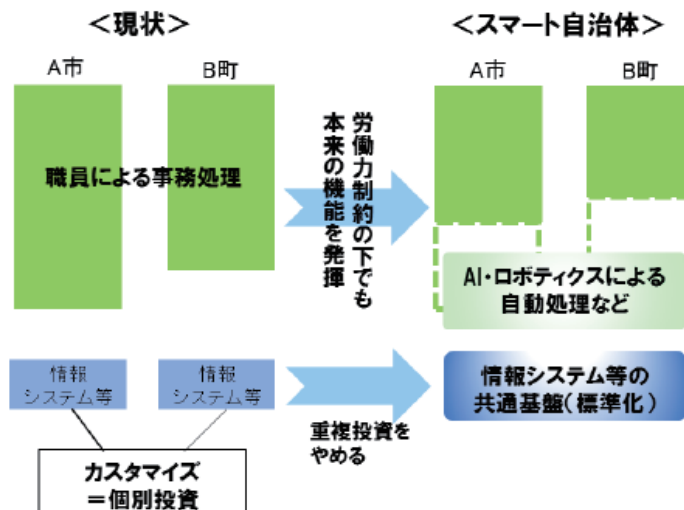 <現状>
A市
B町
職員による事務処理
情報
システム等
情報
システム等
カスタマイズ
=個別投資
労働力制約の下でも
本来の機能を発揮
重複投資を
やめる
<スマート自治体>
A市
B町
AI・ロボティクスによる
自動処理など
情報システム等の
共通基盤(標準化)